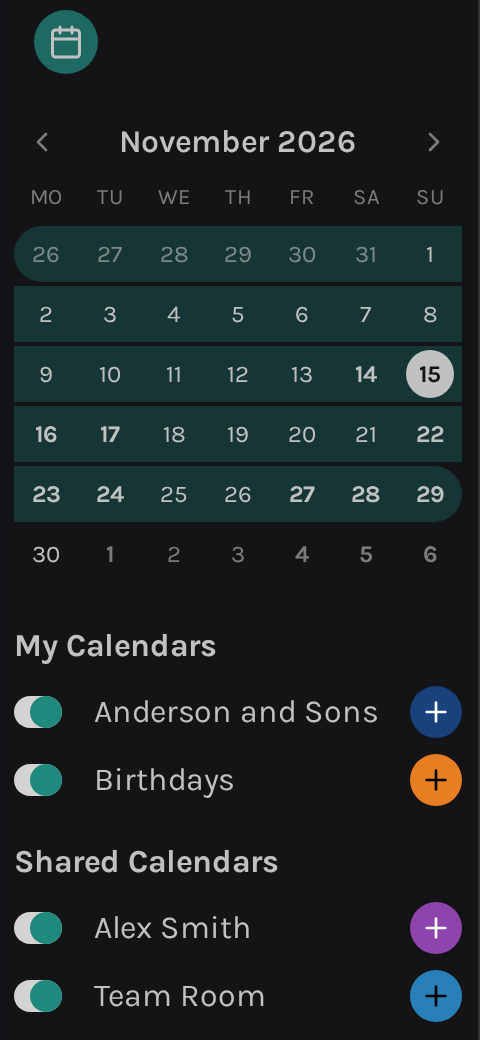 November 2026
MO TU WE TH FR SA SU
26 27 28 29 30 31 1
2 3 4 5 6 7 8
9 10 11 12 13 14 15
16 17 18 19 20 21 22
23 24 25 26 27 28 29
30 1 2 3 4 5 6
My Calendars
Anderson and Sons
Birthdays
Shared Calendars
Alex Smith
Team Room